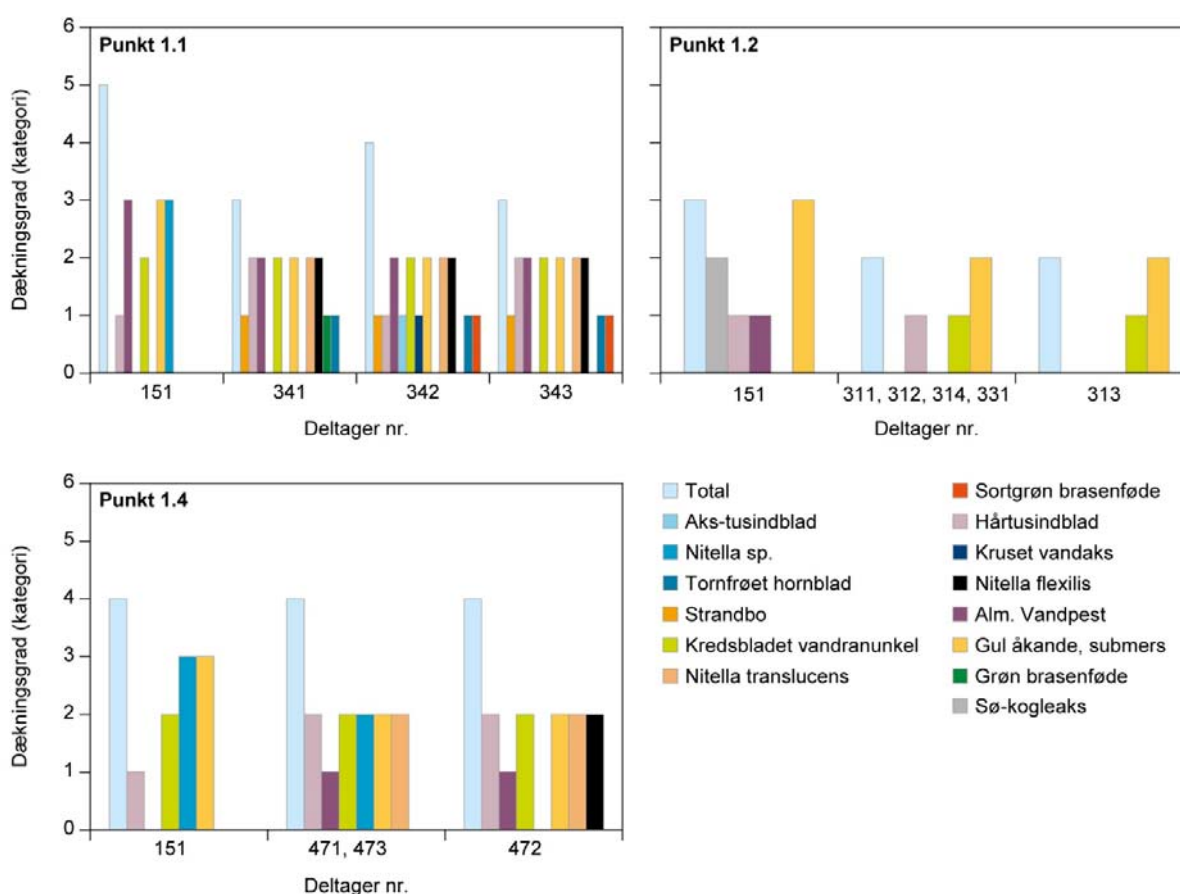 Punkt 1.1
6
5
4
3
2
1
0
Dækningsgrad (kategori)
151
341
342
343
Deltager nr.
Punkt 1.2
151
311, 312, 314, 331
313
Deltager nr.
Punkt 1.4
6
5
4
3
2
1
0
Dækningsgrad (kategori)
151
471, 473
472
Deltager nr.
Total
Aks-tusindblad
Nitella sp.
Tornfrøet hornblad
Strandbo
Kredsbladet vandranunkel
Nitella translucens
Sortgrøn brasenføde
Hårtusindblad
Kruset vandaks
Nitella flexilis
Alm. Vandpest
Gul åkande, submers
Grøn brasenføde
Sø-kogleaks